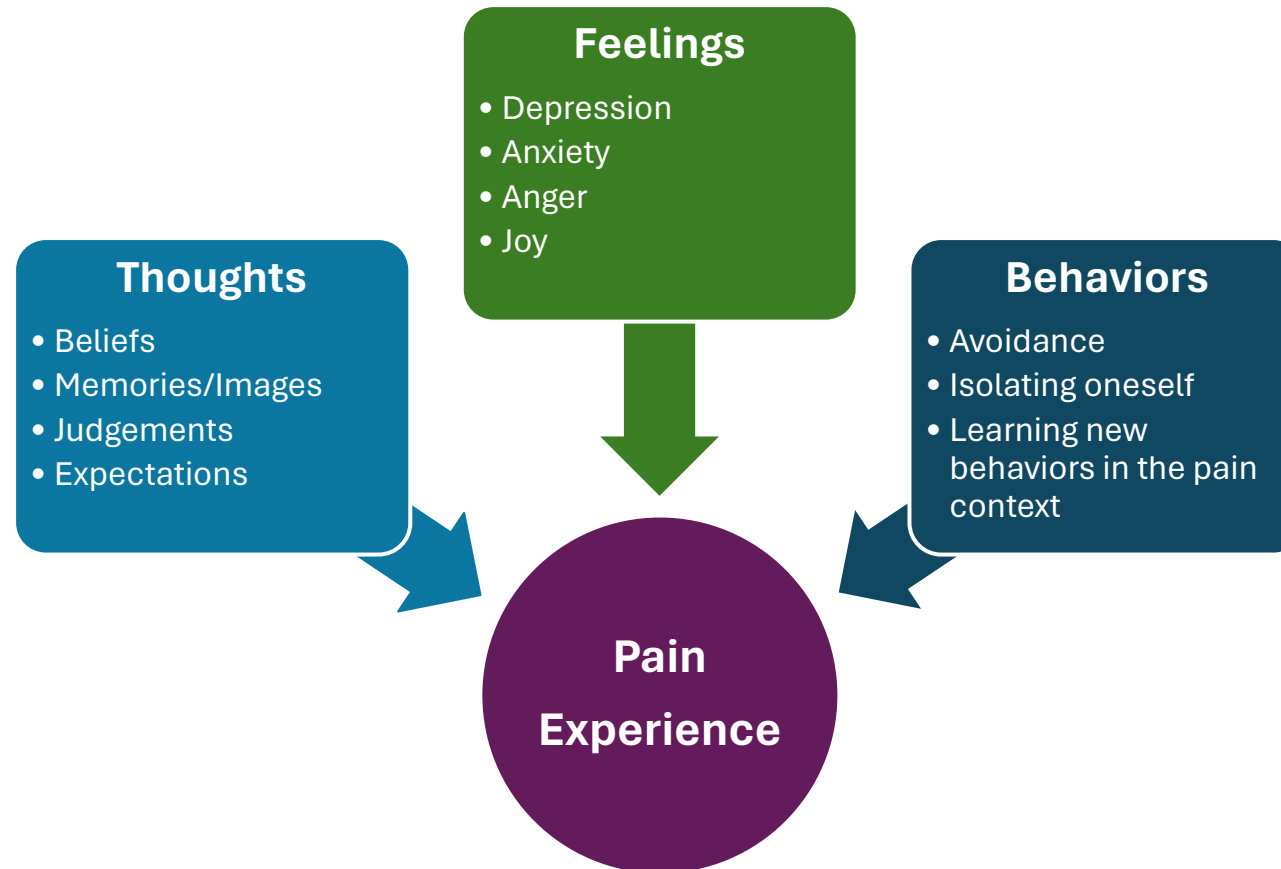 Feelings
• Depression
• Anxiety
• Anger
• Joy
Thoughts
• Beliefs
• Memories/Images
• Judgements
• Expectations
Behaviors
• Avoidance
• Isolating oneself
• Learning new
behaviors in the pain
context
Pain
Experience